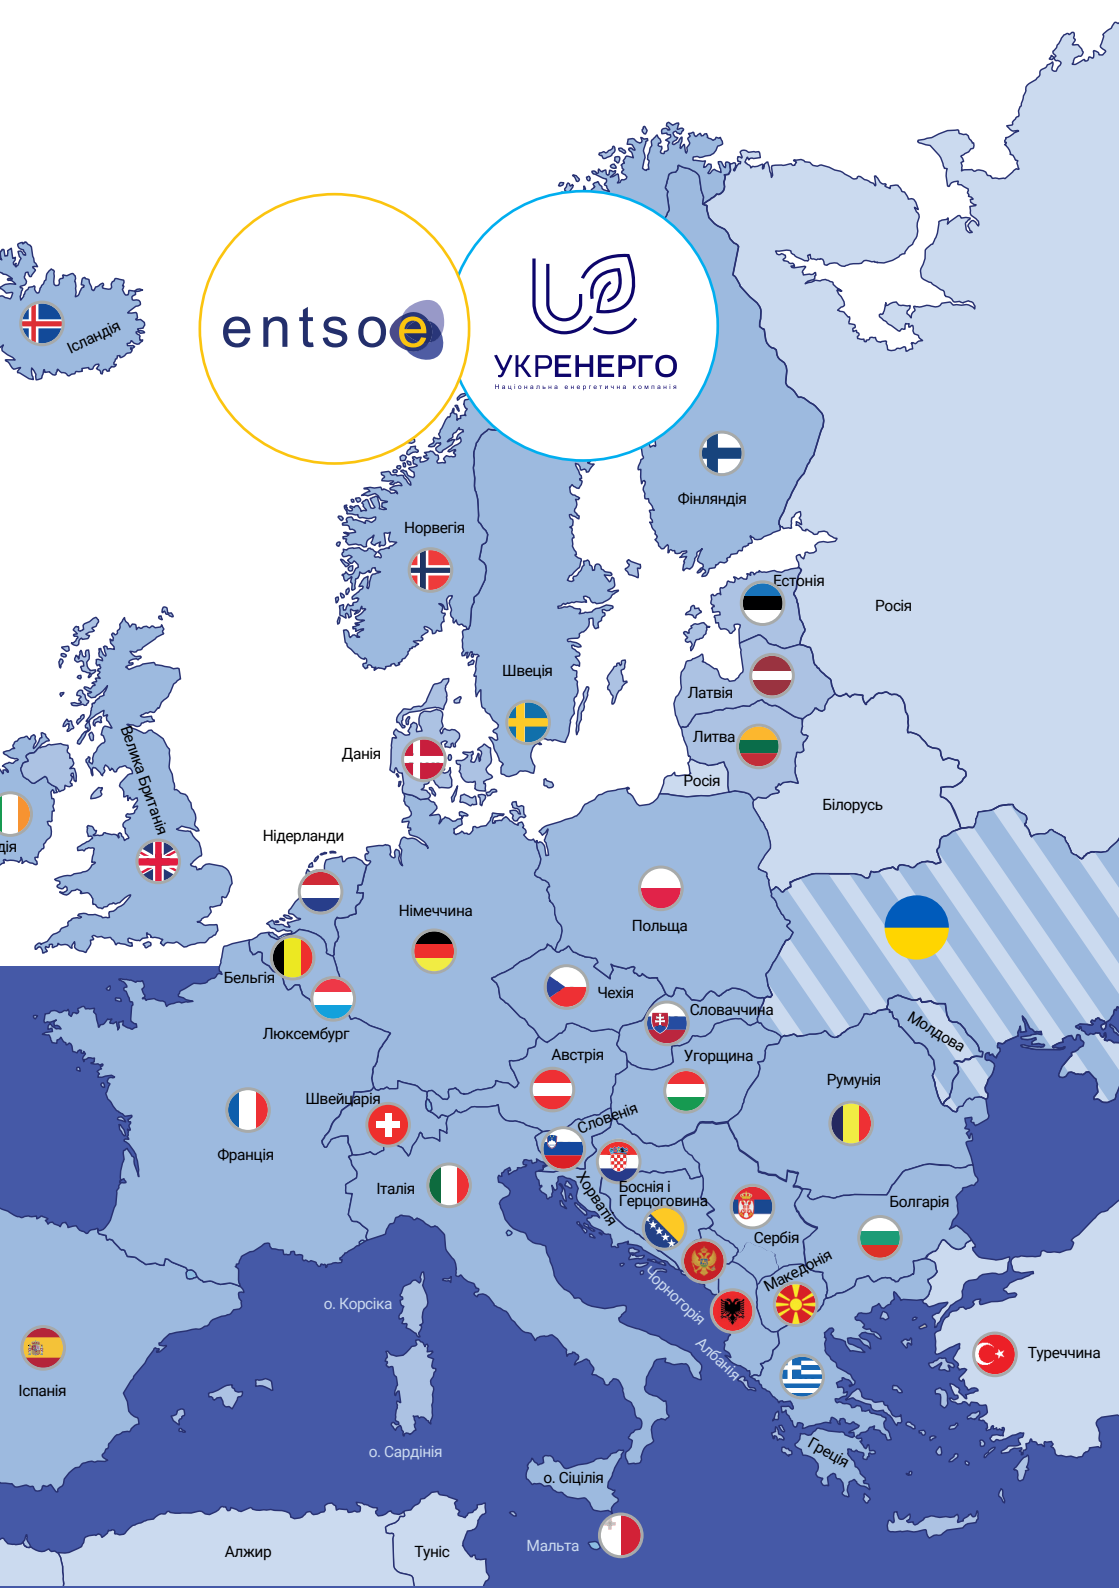 entsoe
УКРЕНЕРГО
Національна енергетична компанія
Ісландія
Фінляндія
Норвегія
Естонія
Росія
Швеція
Латвія
Литва
Данія
Росія
Велика Британія
Білорусь
Нідерланди
дія
Німеччина
Польща
Бельгія
Чехія
Словаччина
Люксембург
Молдова
Австрія
Угорщина
Румунія
Швейцарія
Словенія
Франція
Італія
Хорватія
Боснія і
Герцоговина
Болгарія
Сербія
Македонія
Чорногорія
о. Корсіка
Албанія
Туреччина
Іспанія
Греція
о. Сардінія
о. Сіцілія
Мальта
Алжир
Туніс